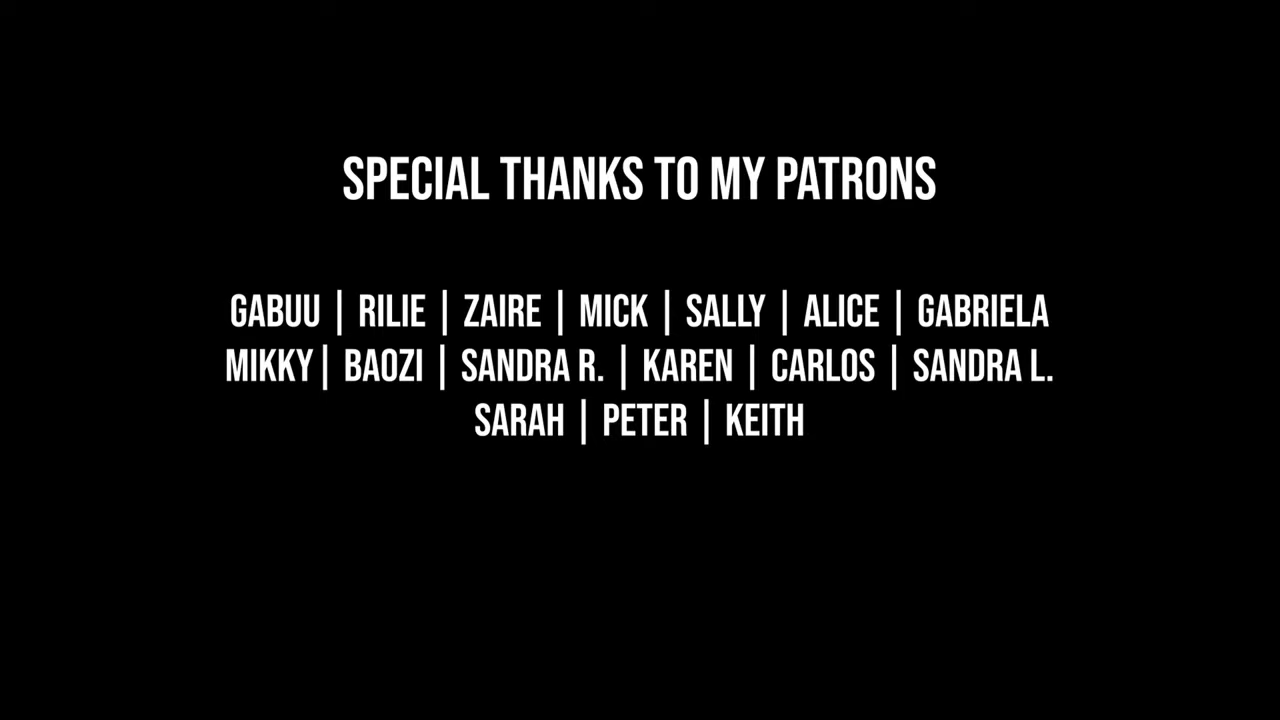 SPECIAL THANKS TO MY PATRONS
GABUU | RILIE | ZAIRE | MICK | SALLY | ALICE | GABRIELA
MIKKY| BAOZI | SANDRA R. | KAREN | CARLOS | SANDRA L.
SARAH | PETER | KEITH